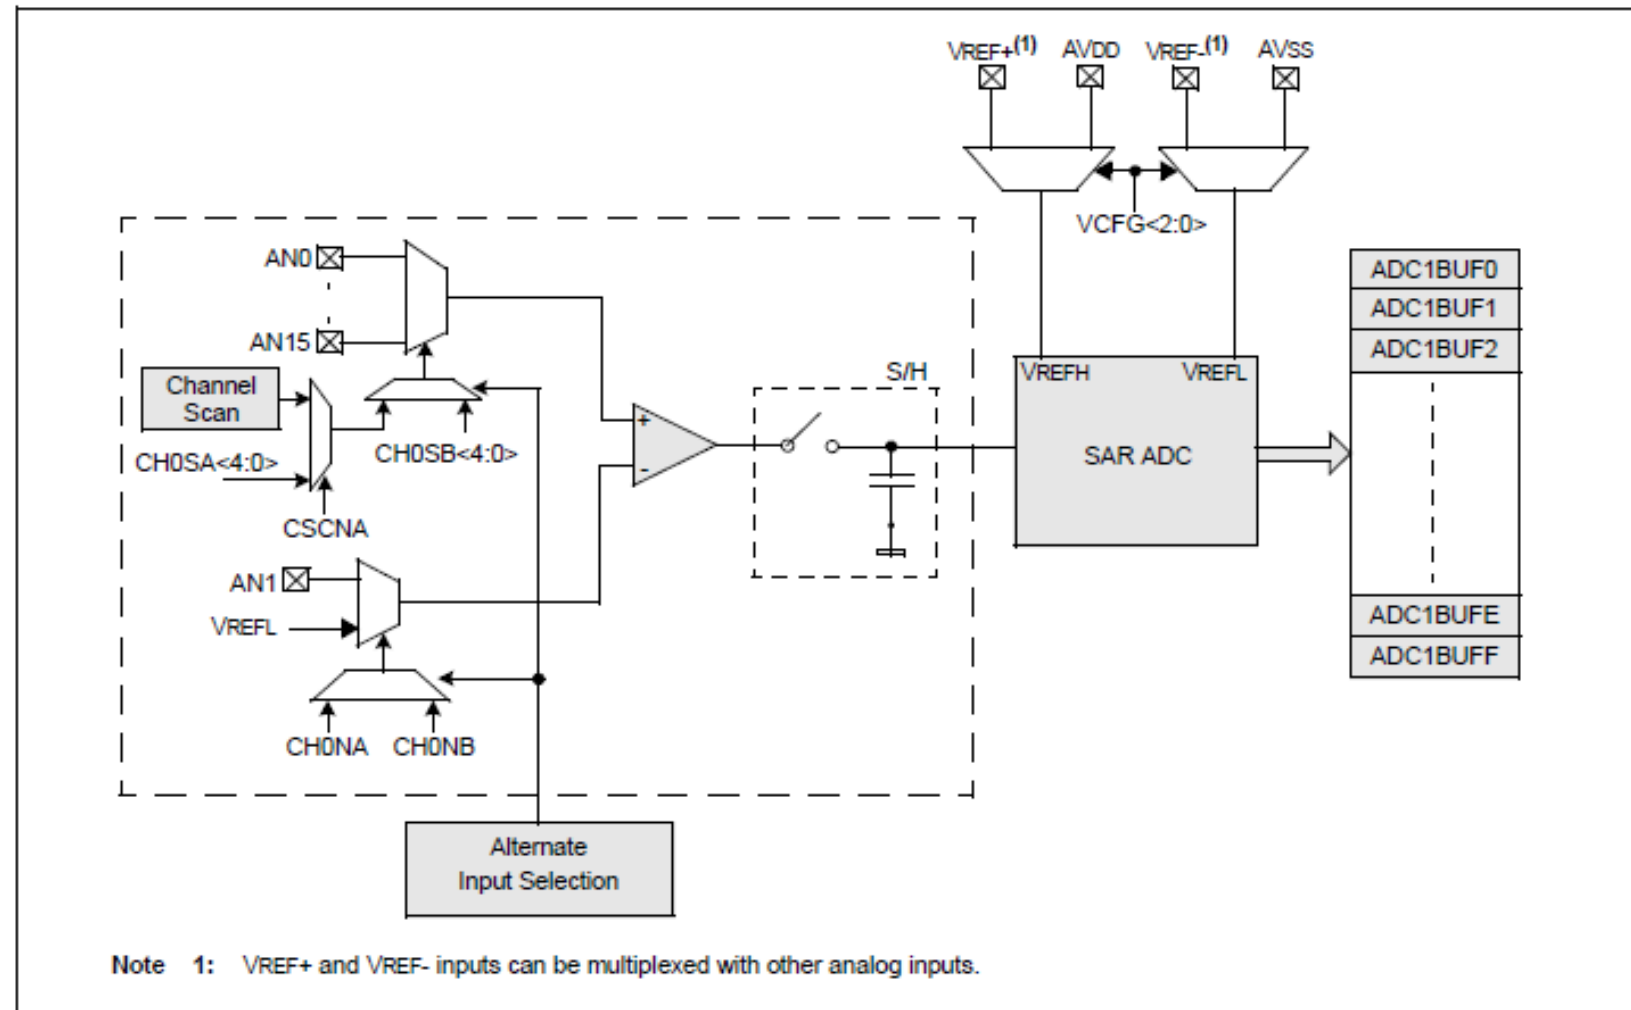 VREF+(1) AVDD VREF-(1) AVSS
VCFG<2:0>
AN0
AN15
Channel
Scan
CH0SA<4:0>
CH0SB<4:0>
CSCNA
AN1
VREFL
CH0NA CH0NB
+
-
S/H
VREFH VREFL
SAR ADC
ADC1BUF0
ADC1BUF1
ADC1BUF2
ADC1BUFE
ADC1BUFF
Alternate
Input Selection
Note 1: VREF+ and VREF- inputs can be multiplexed with other analog inputs.